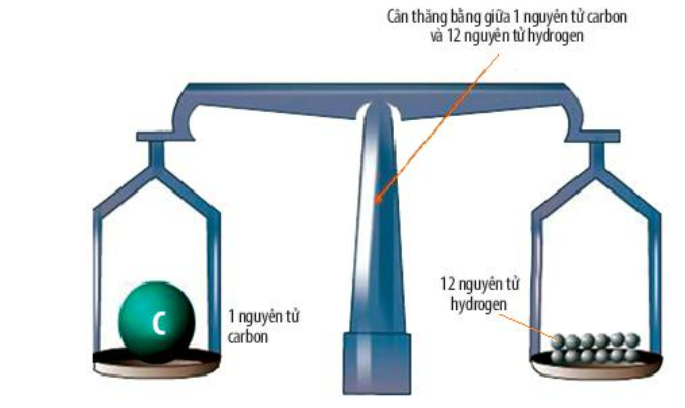 Cân thăng bằng giữa 1 nguyên tử carbon
và 12 nguyên tử hydrogen
C
1 nguyên tử
carbon
12 nguyên tử
hydrogen